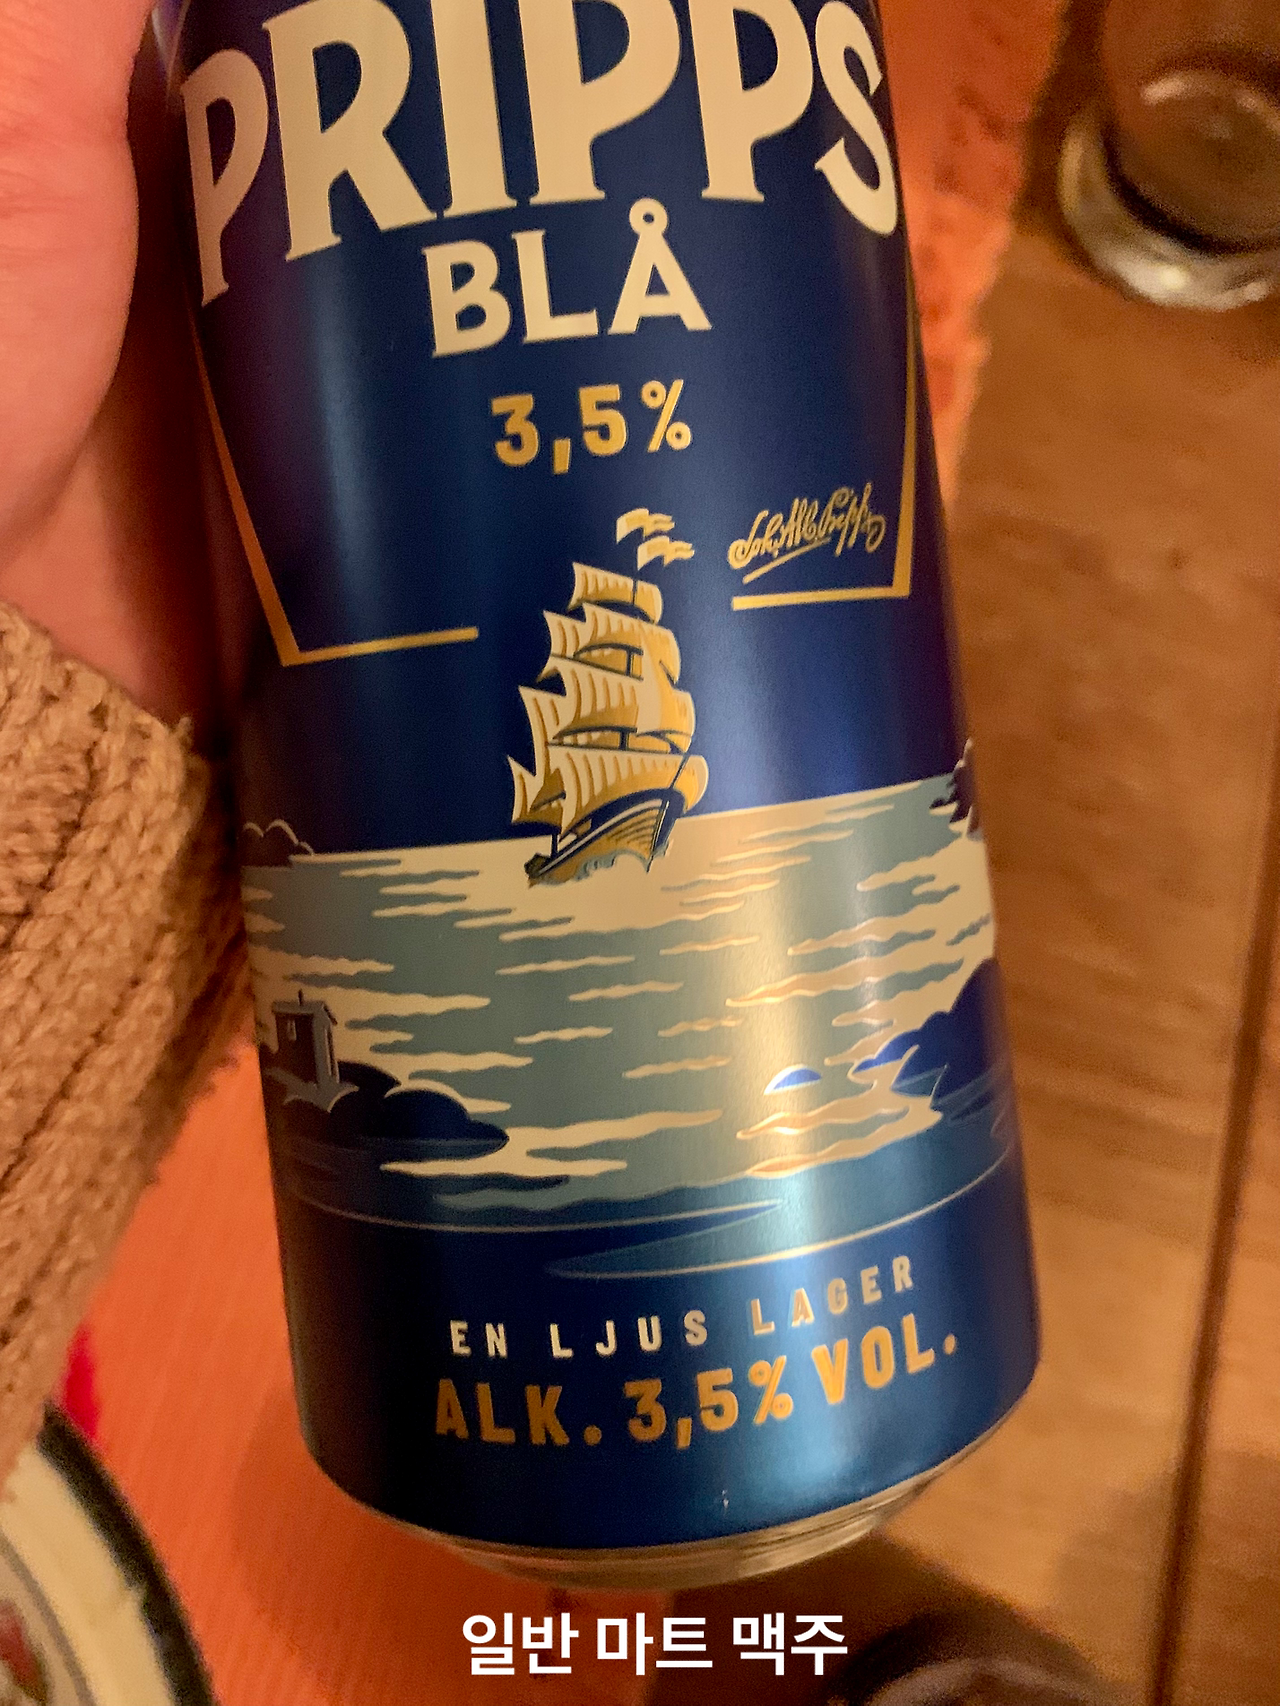 PRIPPS
BLÅ
3,5%
EN LJUS LAGER
ALK. 3,5% VOL.
일반 마트 맥주